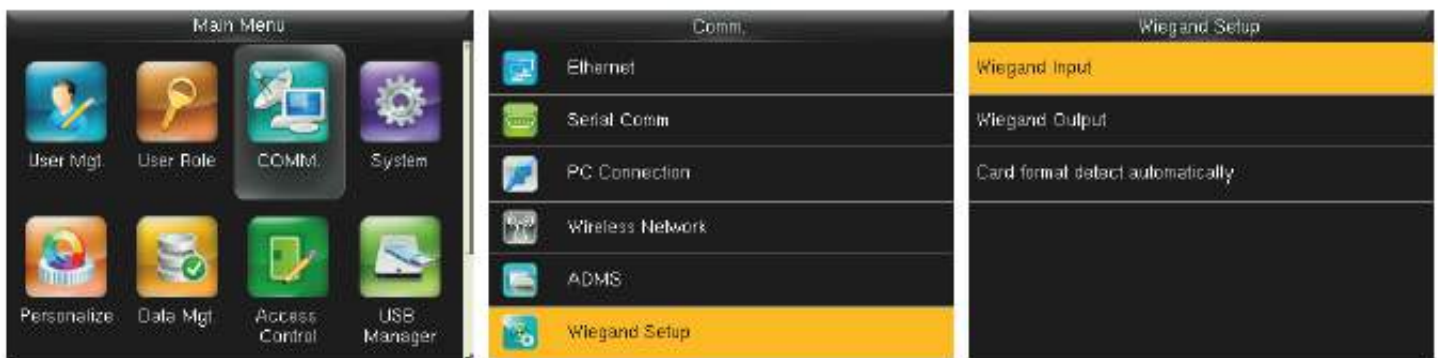 Main Menu
User Mgt.
User Role
COMM.
System
Personalize
Data Mgt
Access
Control
USB
Manager
Comm.
Ethernet
Serial Comm
PC Connection
Wireless Network
ADMS
Wiegand Setup
Wiegand Setup
Wiegand Input
Wiegand Output
Card format detect automatically